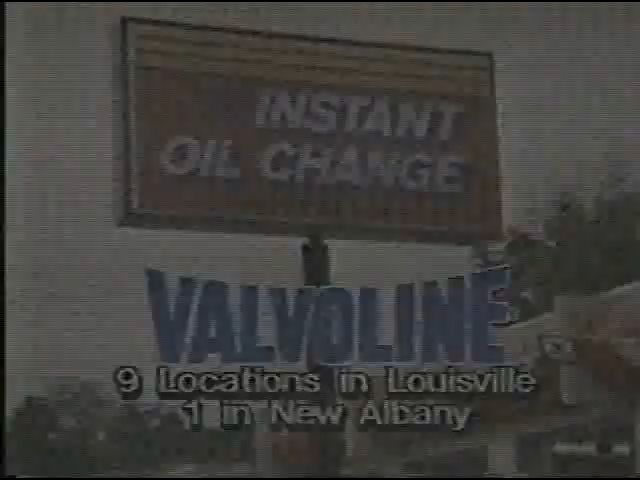 INSTANT
OIL CHANGE
VALVOLINE
9 Locations in Louisville
1 in New Albany